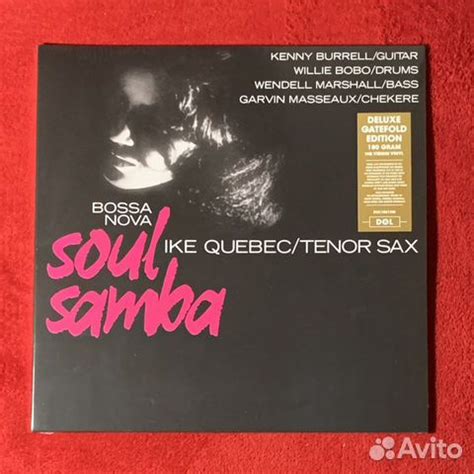 KENNY BURRELL/GUITAR
WILLIE BOBO/DRUMS
WENDELL MARSHALL/BASS
GARVIN MASSEAUX/CHEKERE
DELUXE
GATEFOLD
EDITION
180 GRAM
DOL
BOSSA
NOVA
soul
IKE QUEBEC/TENOR SAX
samba
Avito